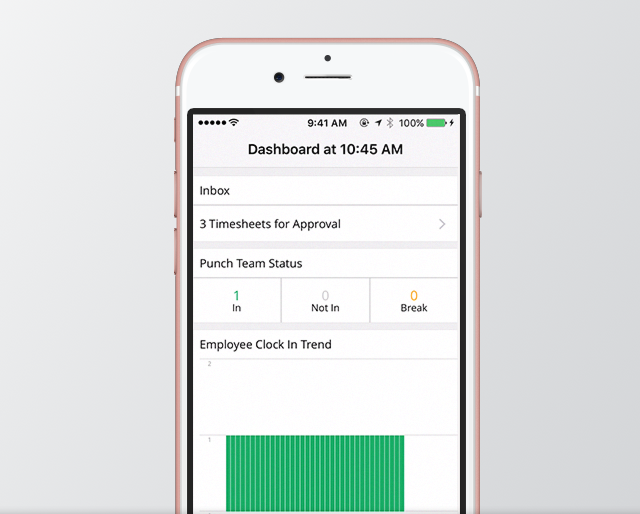 9:41 AM 100%
Dashboard at 10:45 AM
Inbox
3 Timesheets for Approval
Punch Team Status
1 0 0
In Not In Break
Employee Clock In Trend
2
1